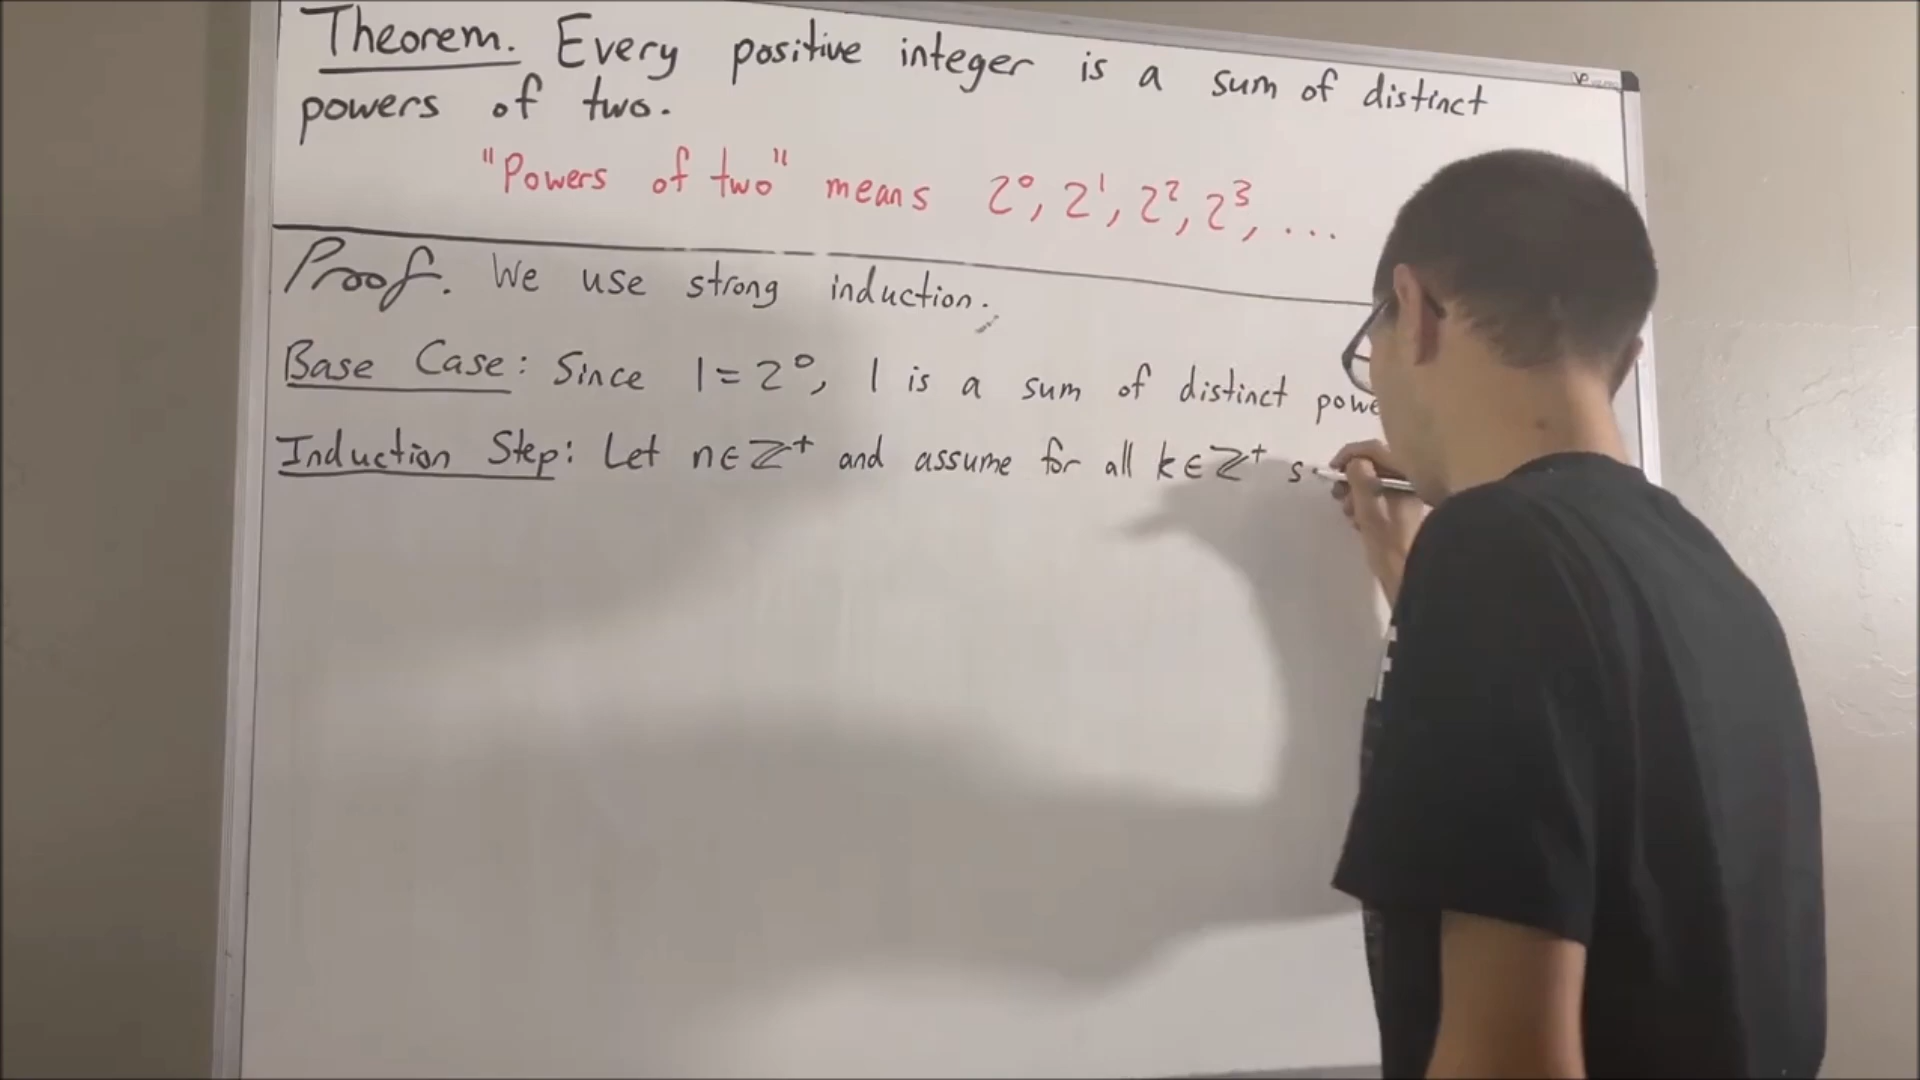 Theorem. Every positive integer is a sum of distinct
powers of two.
"Powers of two" means 2⁰, 2¹, 2², 2³, ...
Proof. We use strong induction.
Base Case: Since 1 = 2⁰, 1 is a sum of distinct
Induction Step: Let n ∈ ℤ⁺ and assume for all k ∈ ℤ⁺